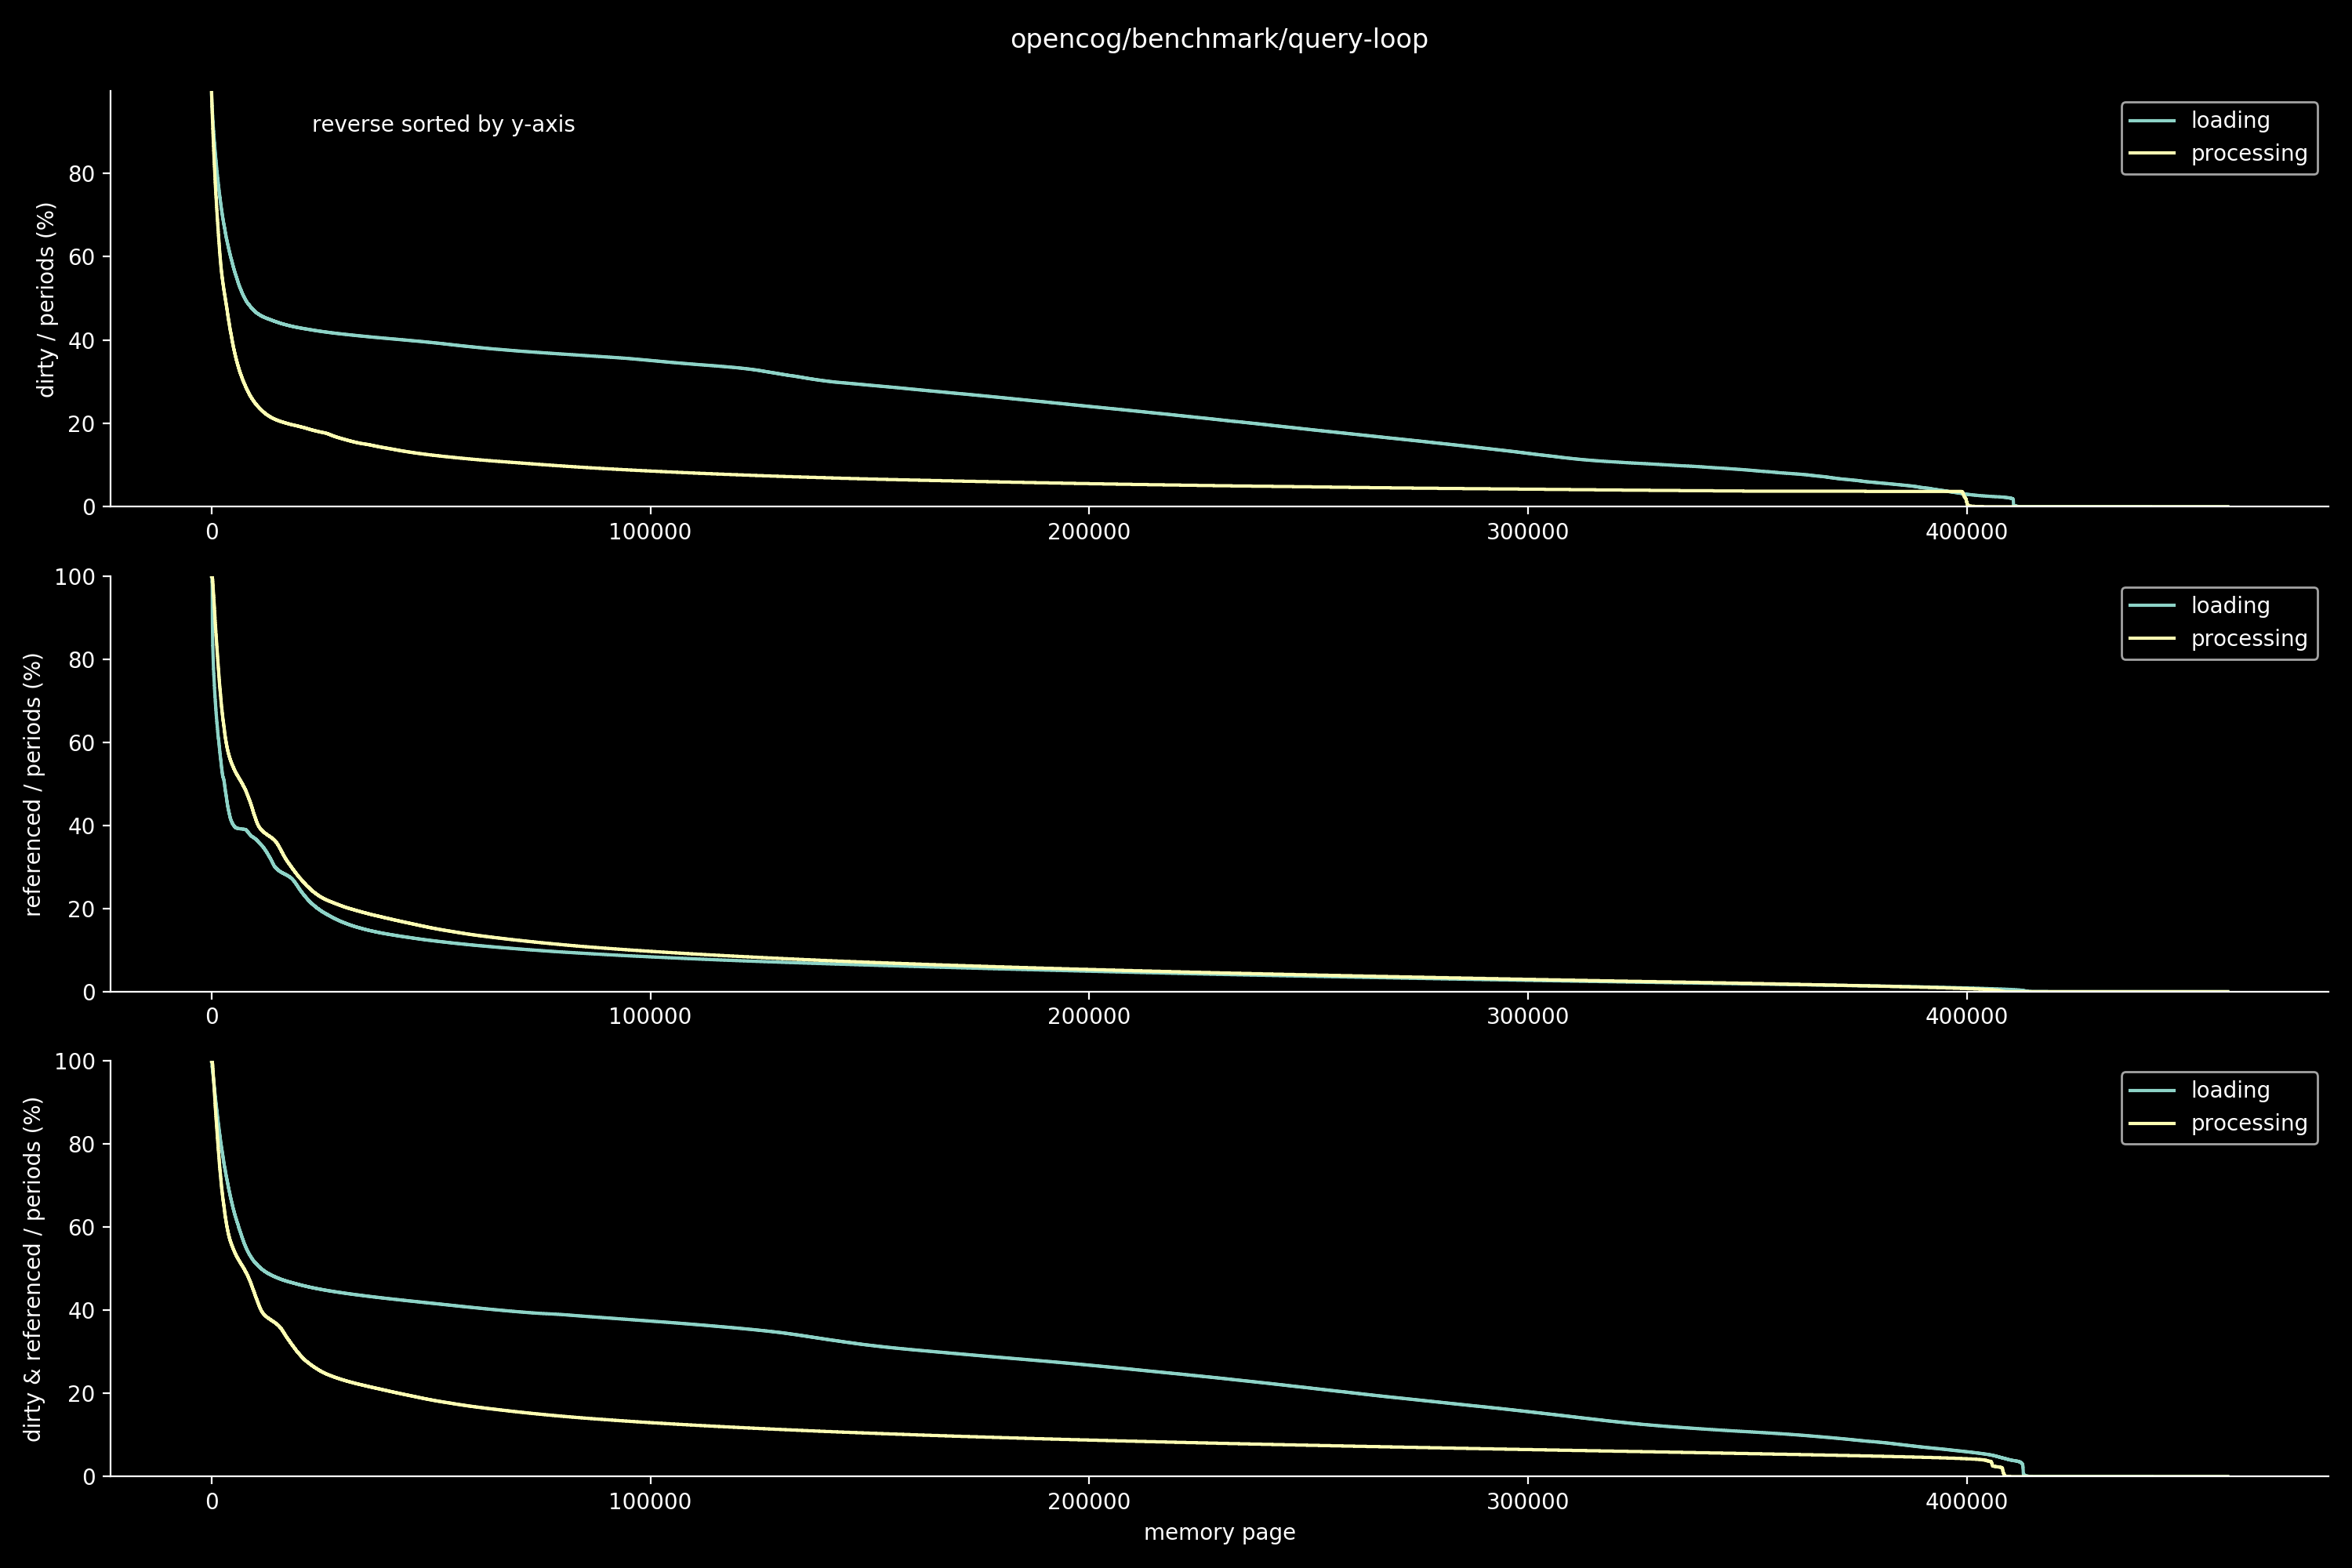 opencog/benchmark/query-loop
reverse sorted by y-axis
loading
processing
dirty / periods (%)
80
60
40
20
0
0 100000 200000 300000 400000
loading
processing
referenced / periods (%)
100
80
60
40
20
0
0 100000 200000 300000 400000
loading
processing
dirty & referenced / periods (%)
100
80
60
40
20
0
0 100000 200000 300000 400000
memory page